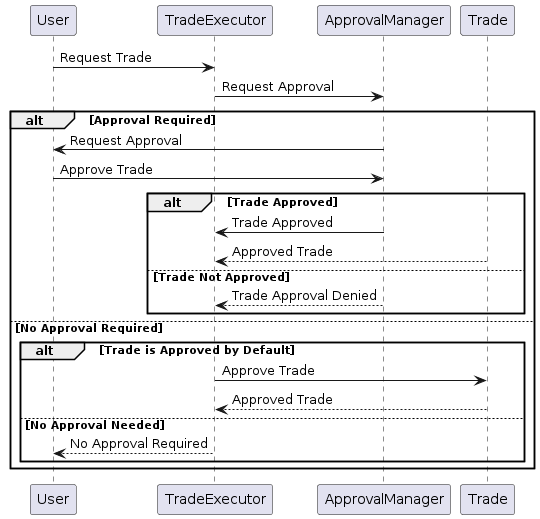 User TradeExecutor ApprovalManager Trade
Request Trade
Request Approval
alt [Approval Required]
Request Approval
Approve Trade
alt [Trade Approved]
Trade Approved
Approved Trade
[Trade Not Approved]
Trade Approval Denied
[No Approval Required]
alt [Trade is Approved by Default]
Approve Trade
Approved Trade
[No Approval Needed]
No Approval Required
User TradeExecutor ApprovalManager Trade